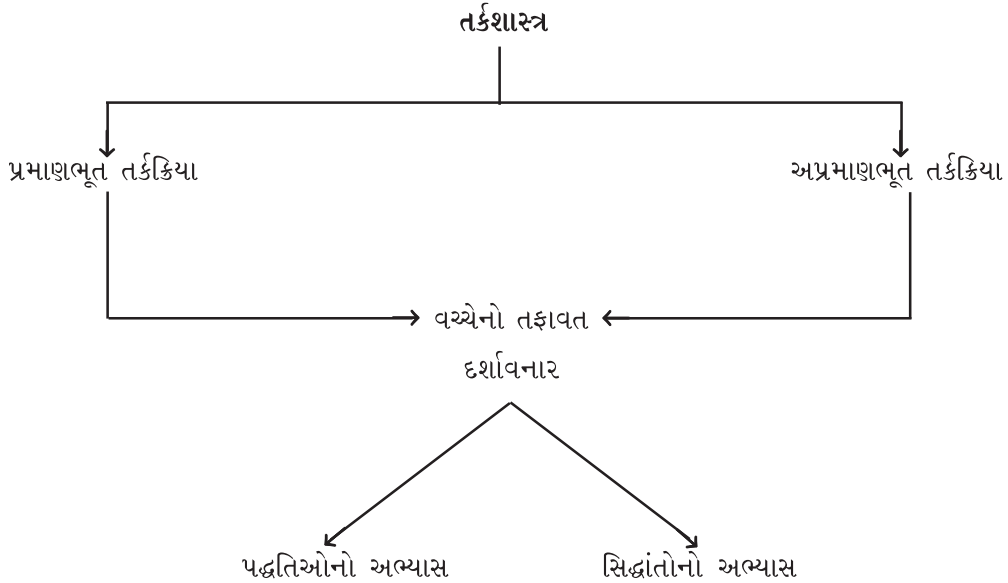 તર્કશાસ્ત્ર
પ્રમાણભૂત તર્કક્રિયા
અપ્રમાણભૂત તર્કક્રિયા
વચ્ચેનો તફાવત
દર્શાવનાર
પદ્ધતિઓનો અભ્યાસ
સિદ્ધાંતોનો અભ્યાસ